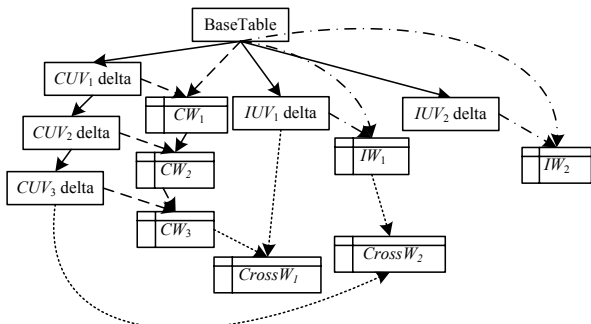 BaseTable
CUV1 delta
CW1
IUV1 delta
IUV2 delta
CUV2 delta
CW2
IW1
IW2
CUV3 delta
CW3
CrossW1
CrossW2